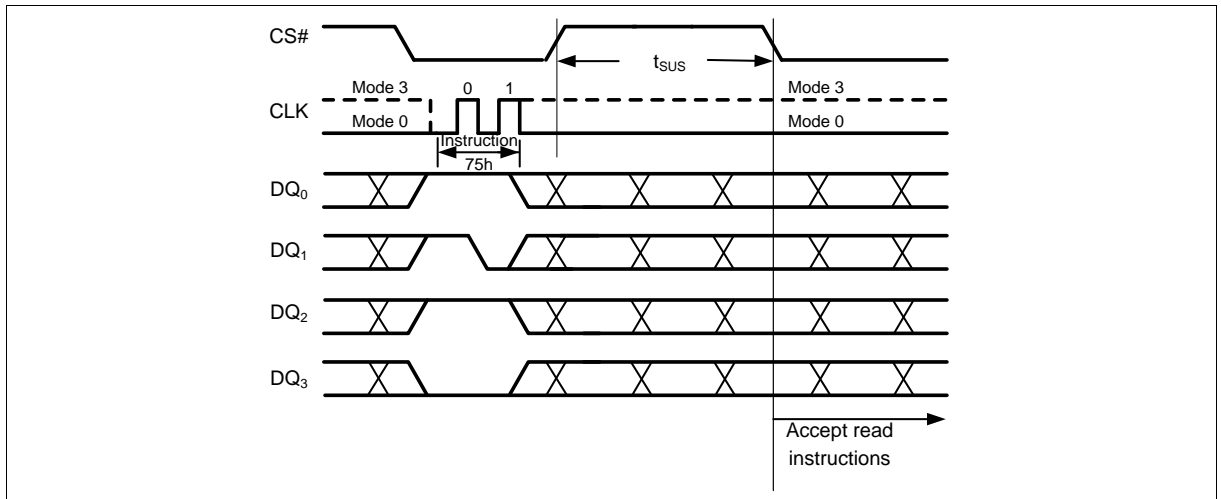 CS#
tSUS
Mode 3 0 1 Mode 3
CLK
Mode 0 Mode 0
Instruction
75h
DQ0
DQ1
DQ2
DQ3
Accept read
instructions